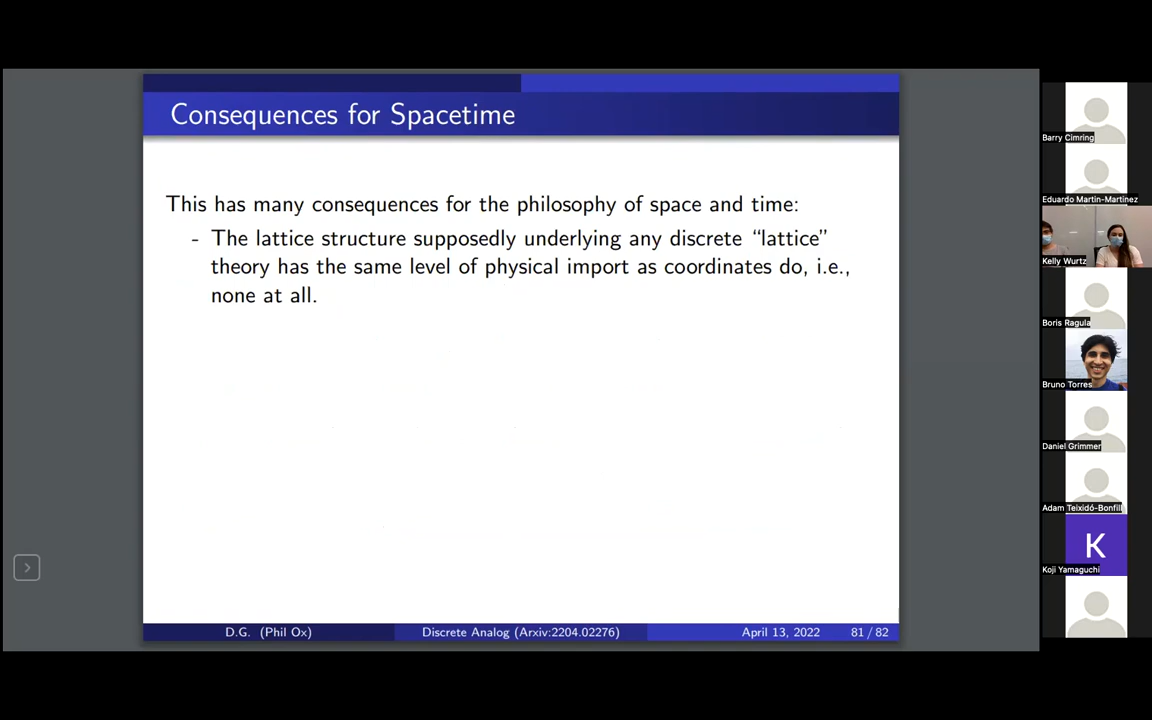 Consequences for Spacetime
This has many consequences for the philosophy of space and time:
- The lattice structure supposedly underlying any discrete “lattice”
theory has the same level of physical import as coordinates do, i.e.,
none at all.
D.G. (Phil Ox)
Discrete Analog (Arxiv:2204.02276)
April 13, 2022
81 / 82
Barry Cimring
Eduardo Martin-Martinez
Kelly Wurtz
Boris Ragula
Bruno Torres
Daniel Grimmer
Adam Teixidó-Bonfill
K
Koji Yamaguchi